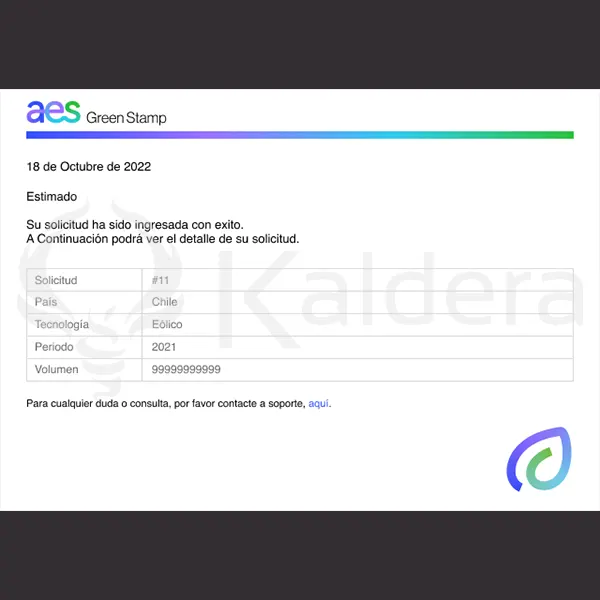 aes Green Stamp
18 de Octubre de 2022
Estimado
Su solicitud ha sido ingresada con exito.
A Continuación podrá ver el detalle de su solicitud.
Solicitud #11
País Chile
Tecnología Eólico
Periodo 2021
Volumen 99999999999
Kaldera
Para cualquier duda o consulta, por favor contacte a soporte, aquí.